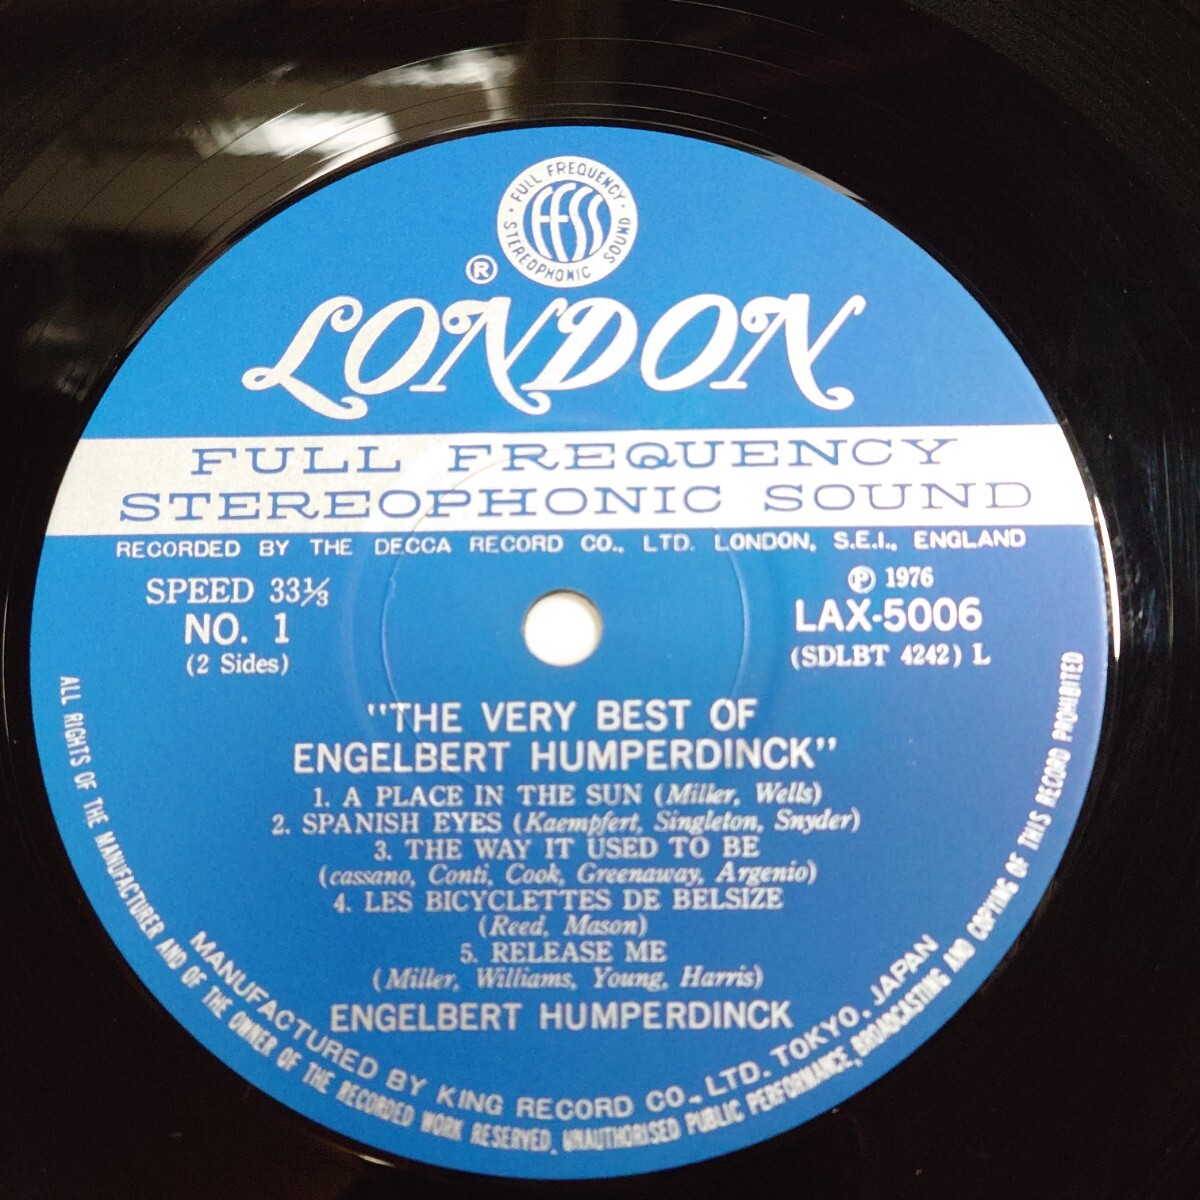 FULL FREQUENCY
STEREOPHONIC SOUND
FFSS
®
LONDON
FULL FREQUENCY
STEREOPHONIC SOUND
RECORDED BY THE DECCA RECORD CO., LTD. LONDON, S.E.I., ENGLAND
SPEED 33⅓
NO. 1
(2 Sides)
℗ 1976
LAX-5006
(SDLBT 4242) L
"THE VERY BEST OF
ENGELBERT HUMPERDINCK"
1. A PLACE IN THE SUN (Miller, Wells)
2. SPANISH EYES (Kaempfert, Singleton, Snyder)
3. THE WAY IT USED TO BE
(cassano, Conti, Cook, Greenaway, Argenio)
4. LES BICYCLETTES DE BELSIZE
(Reed, Mason)
5. RELEASE ME
(Miller, Williams, Young, Harris)
ENGELBERT HUMPERDINCK
MANUFACTURED BY KING RECORD CO., LTD. TOKYO. JAPAN
ALL RIGHTS OF THE MANUFACTURER AND OF THE OWNER OF THE RECORDED WORK RESERVED. UNAUTHORISED PUBLIC PERFORMANCE, BROADCASTING AND COPYING OF THIS RECORD PROHIBITED